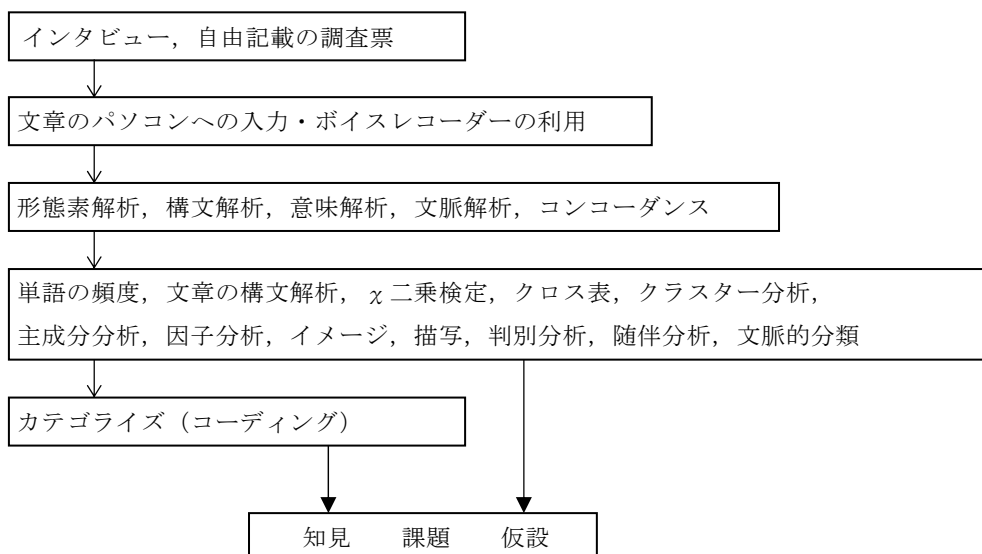 インタビュー，自由記載の調査票
文章のパソコンへの入力・ボイスレコーダーの利用
形態素解析，構文解析，意味解析，文脈解析，コンコーダンス
単語の頻度，文章の構文解析，χ二乗検定，クロス表，クラスター分析，
主成分分析，因子分析，イメージ，描写，判別分析，随伴分析，文脈的分類
カテゴライズ（コーディング）
知見　課題　仮設